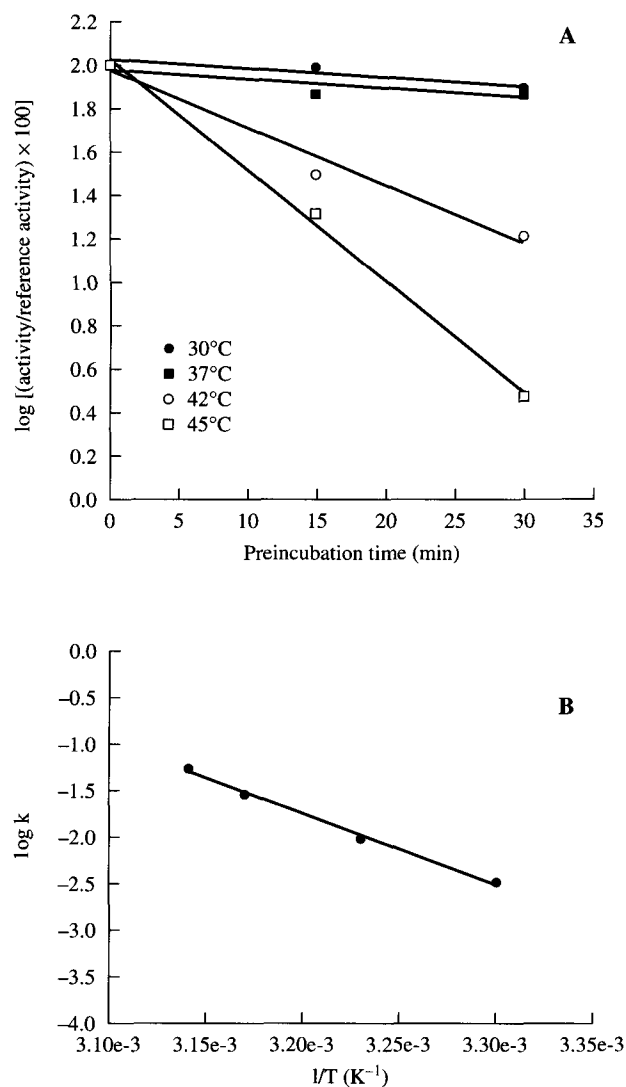 A
log [(activity/reference activity) × 100]
2.2
2.0
1.8
1.6
1.4
1.2
1.0
0.8
0.6
0.4
0.2
0.0
30°C
37°C
42°C
45°C
0 5 10 15 20 25 30 35
Preincubation time (min)
B
log k
0.0
−0.5
−1.0
−1.5
−2.0
−2.5
−3.0
−3.5
−4.0
3.10e-3 3.15e-3 3.20e-3 3.25e-3 3.30e-3 3.35e-3
l/T (K⁻¹)